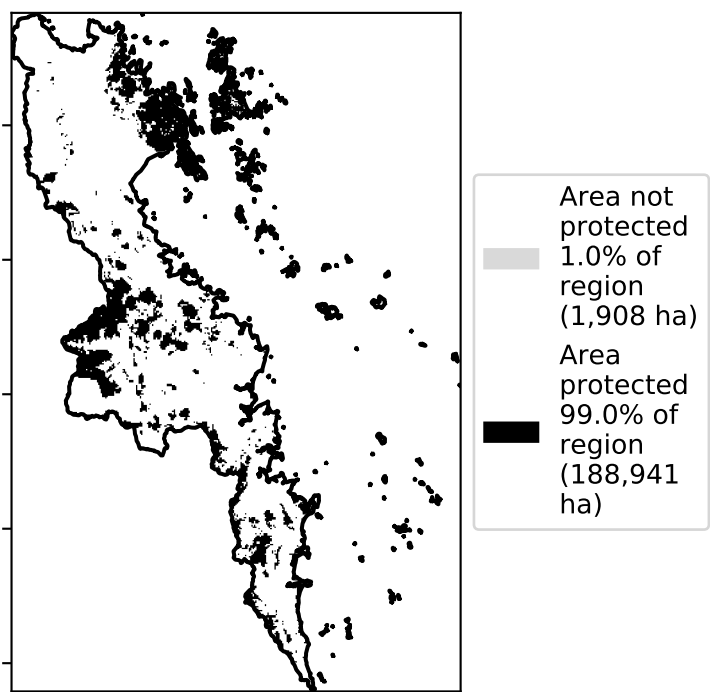 Area not
protected
1.0% of
region
(1,908 ha)
Area
protected
99.0% of
region
(188,941
ha)